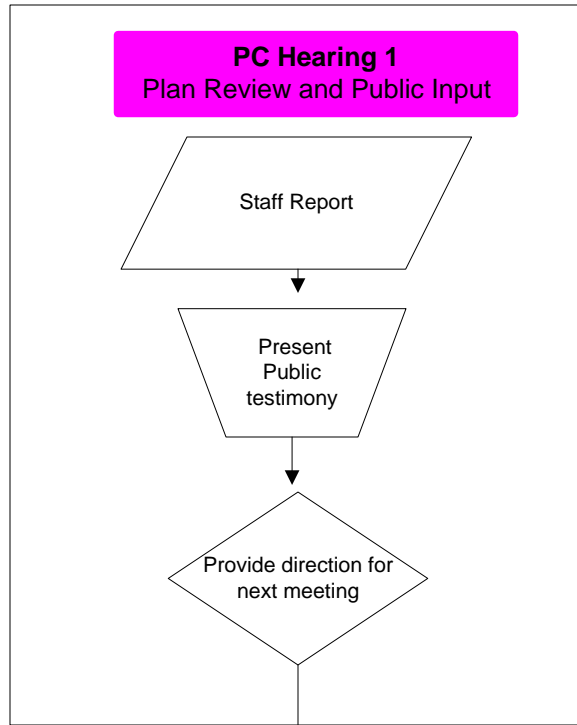 PC Hearing 1
Plan Review and Public Input
Staff Report
Present
Public
testimony
Provide direction for
next meeting